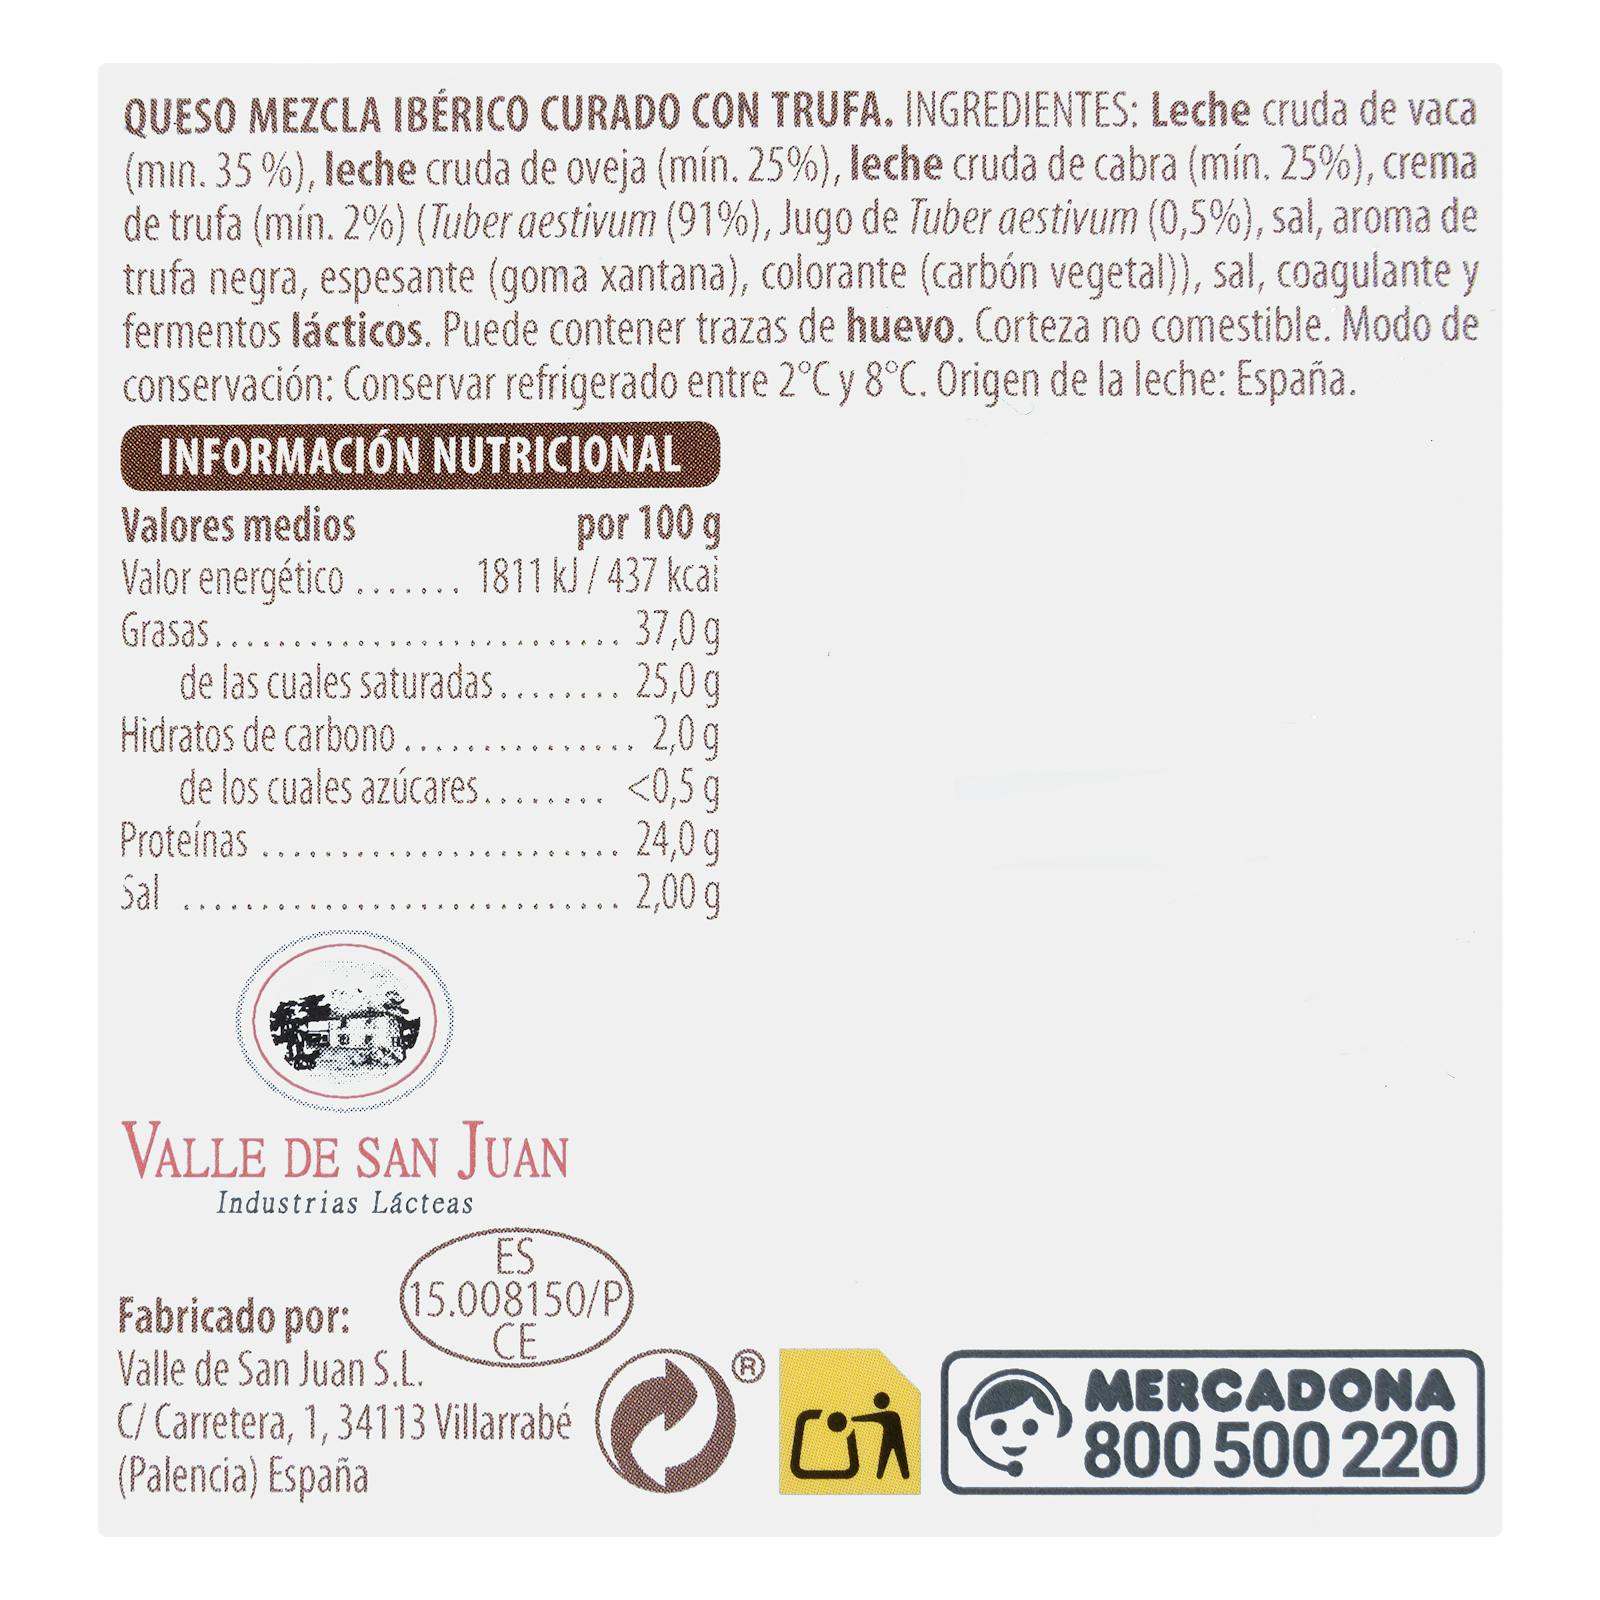 QUESO MEZCLA IBÉRICO CURADO CON TRUFA. INGREDIENTES: Leche cruda de vaca
(mín. 35 %), leche cruda de oveja (mín. 25%), leche cruda de cabra (mín. 25%), crema
de trufa (mín. 2%) (Tuber aestivum (91%), Jugo de Tuber aestivum (0,5%), sal, aroma de
trufa negra, espesante (goma xantana), colorante (carbón vegetal)), sal, coagulante y
fermentos lácticos. Puede contener trazas de huevo. Corteza no comestible. Modo de
conservación: Conservar refrigerado entre 2°C y 8°C. Origen de la leche: España.
INFORMACIÓN NUTRICIONAL
Valores medios por 100 g
Valor energético ....... 1811 kJ / 437 kcal
Grasas........................... 37,0 g
de las cuales saturadas........ 25,0 g
Hidratos de carbono ............... 2,0 g
de los cuales azúcares........ <0,5 g
Proteínas ........................ 24,0 g
Sal ............................. 2,00 g
VALLE DE SAN JUAN
Industrias Lácteas
ES
15.008150/P
CE
Fabricado por:
Valle de San Juan S.L.
C/ Carretera, 1, 34113 Villarrabé
(Palencia) España
®
MERCADONA
800 500 220